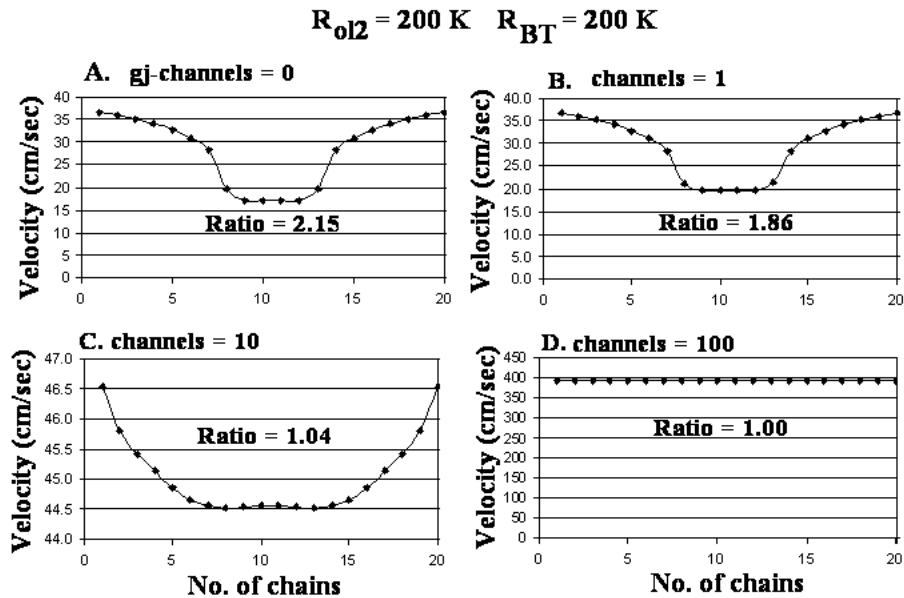 R_ol2 = 200 K R_BT = 200 K
A. gj-channels = 0
Velocity (cm/sec)
40
35
30
25
20
15
10
5
0
Ratio = 2.15
0 5 10 15 20
B. channels = 1
Velocity (cm/sec)
40.0
35.0
30.0
25.0
20.0
15.0
10.0
5.0
0.0
Ratio = 1.86
0 5 10 15 20
C. channels = 10
Velocity (cm/sec)
47.0
46.5
46.0
45.5
45.0
44.5
44.0
Ratio = 1.04
0 5 10 15 20
No. of chains
D. channels = 100
Velocity (cm/sec)
450
400
350
300
250
200
150
100
50
0
Ratio = 1.00
0 5 10 15 20
No. of chains